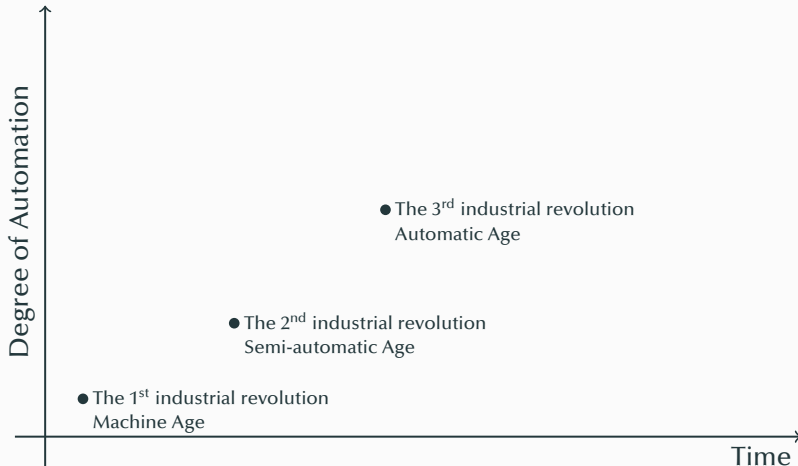 Degree of Automation
The 3rd industrial revolution
Automatic Age
The 2nd industrial revolution
Semi-automatic Age
The 1st industrial revolution
Machine Age
Time